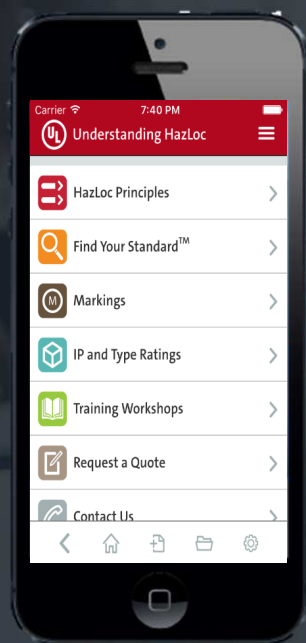 Carrier 7:40 PM
UL Understanding HazLoc
HazLoc Principles
Find Your Standard™
M Markings
IP and Type Ratings
Training Workshops
Request a Quote
Contact Us